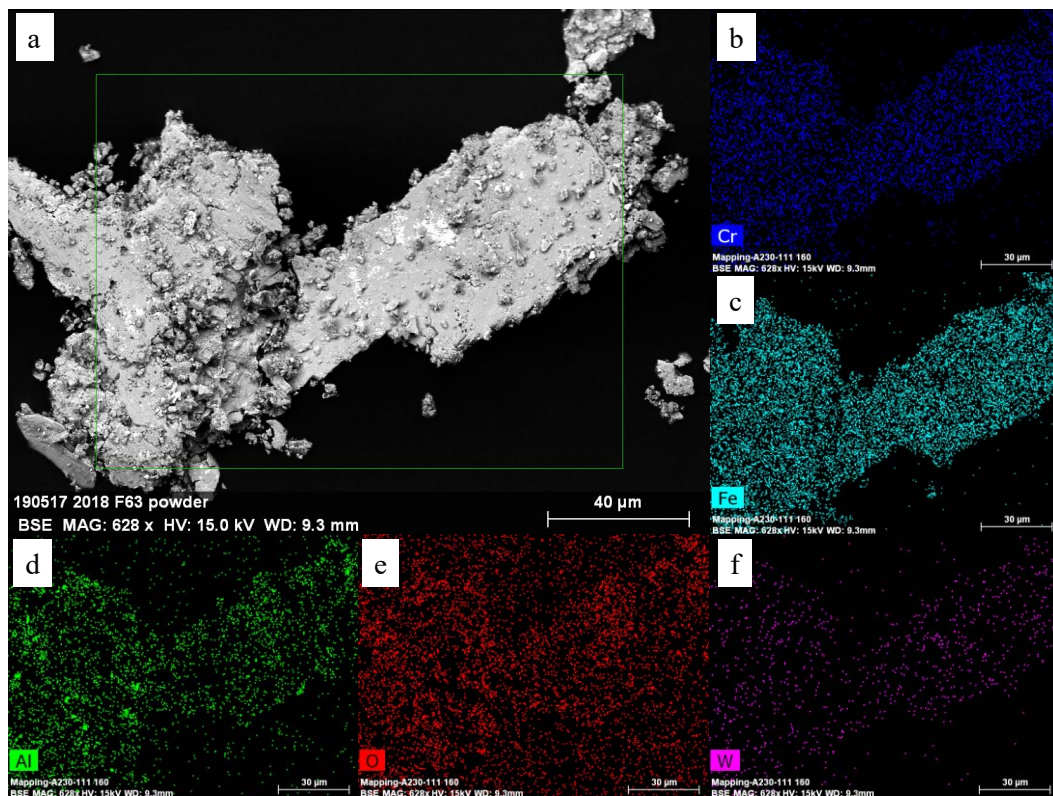 a
190517 2018 F63 powder
BSE MAG: 628 x HV: 15.0 kV WD: 9.3 mm
40 µm
b
Cr
Mapping-A230-111 160
BSE MAG: 628x HV: 15kV WD: 9.3mm
30 µm
c
Fe
Mapping-A230-111 160
BSE MAG: 628x HV: 15kV WD: 9.3mm
30 µm
d
Al
Mapping-A230-111 160
BSE MAG: 628x HV: 15kV WD: 9.3mm
30 µm
e
O
Mapping-A230-111 160
BSE MAG: 628x HV: 15kV WD: 9.3mm
30 µm
f
W
Mapping-A230-111 160
BSE MAG: 628x HV: 15kV WD: 9.3mm
30 µm